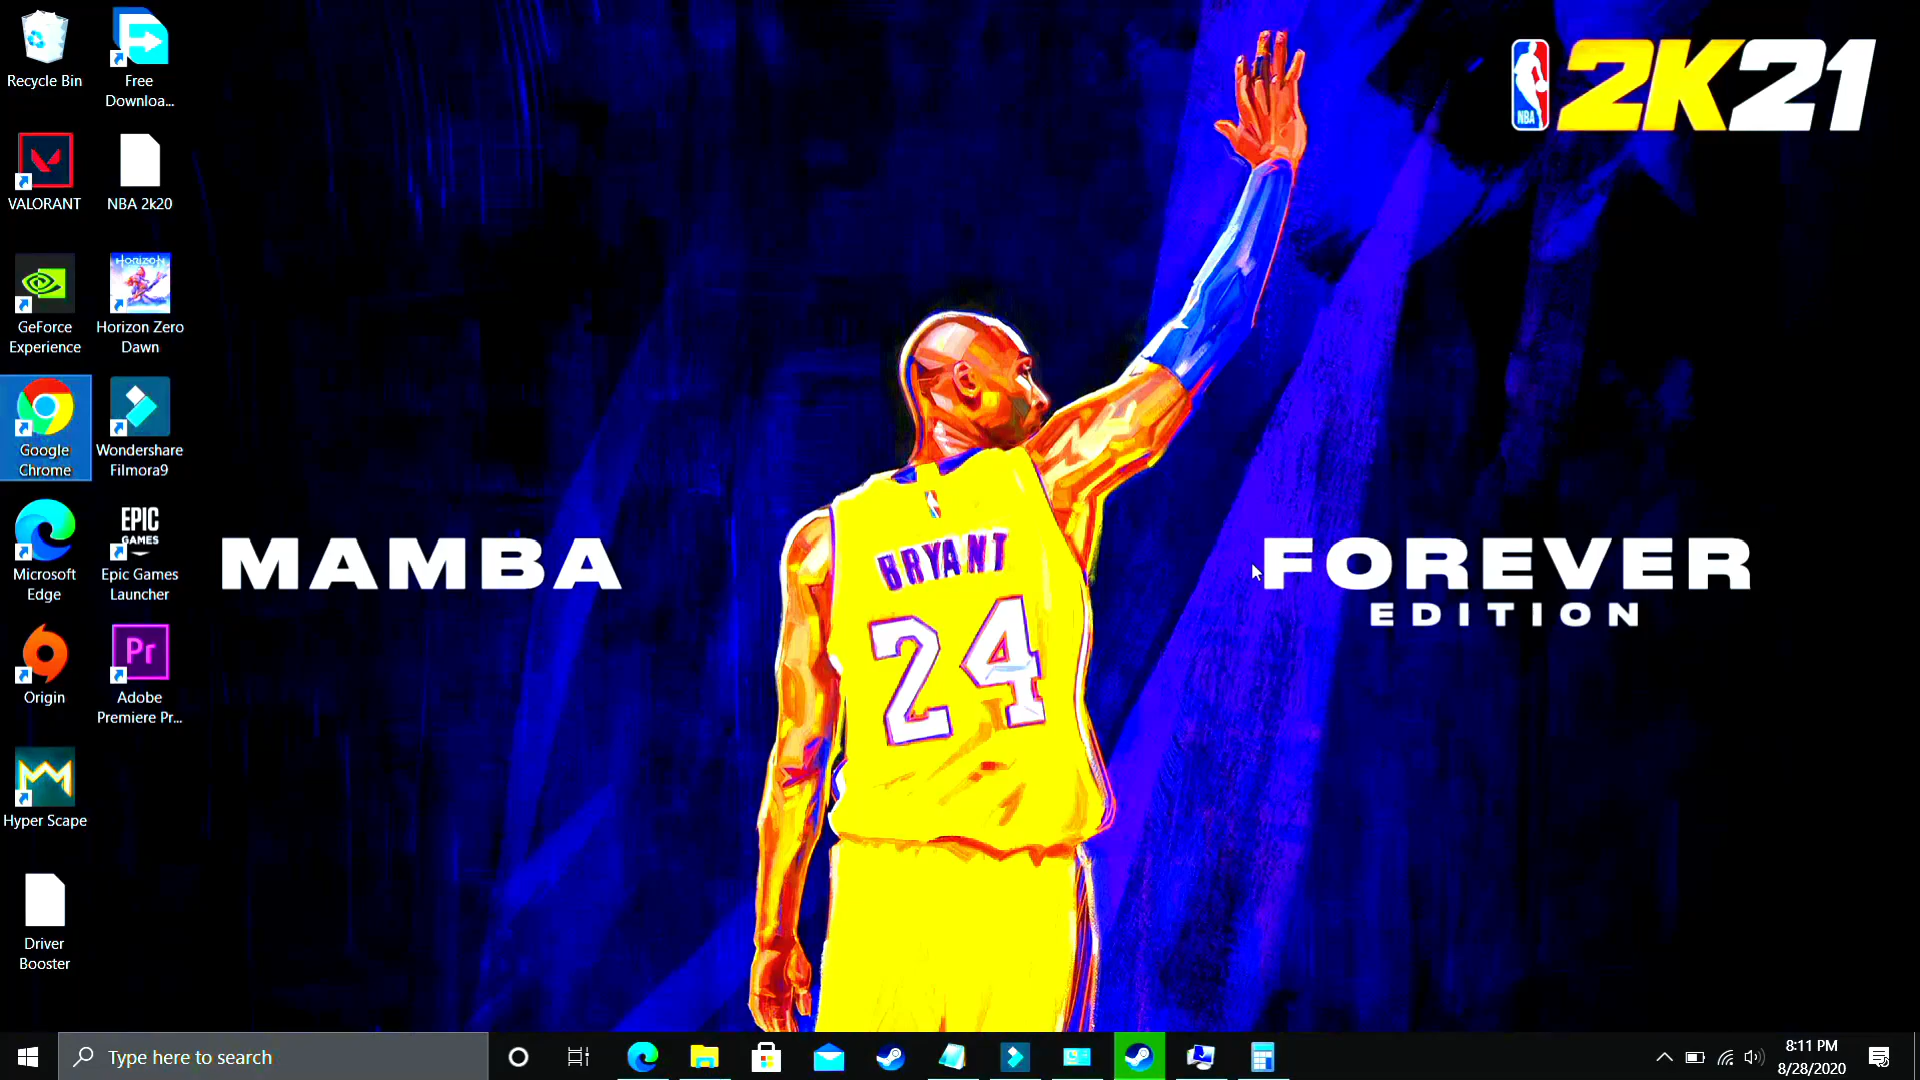 Recycle Bin
Free
Downloa...
VALORANT
NBA 2k20
GeForce
Experience
HORIZON
Horizon Zero
Dawn
Google
Chrome
Wondershare
Filmora9
Microsoft
Edge
EPIC
GAMES
Epic Games
Launcher
Origin
Pr
Adobe
Premiere Pr...
Hyper Scape
Driver
Booster
NBA
2K21
MAMBA
FOREVER
EDITION
BRYANT
24
Type here to search
8:11 PM
8/28/2020